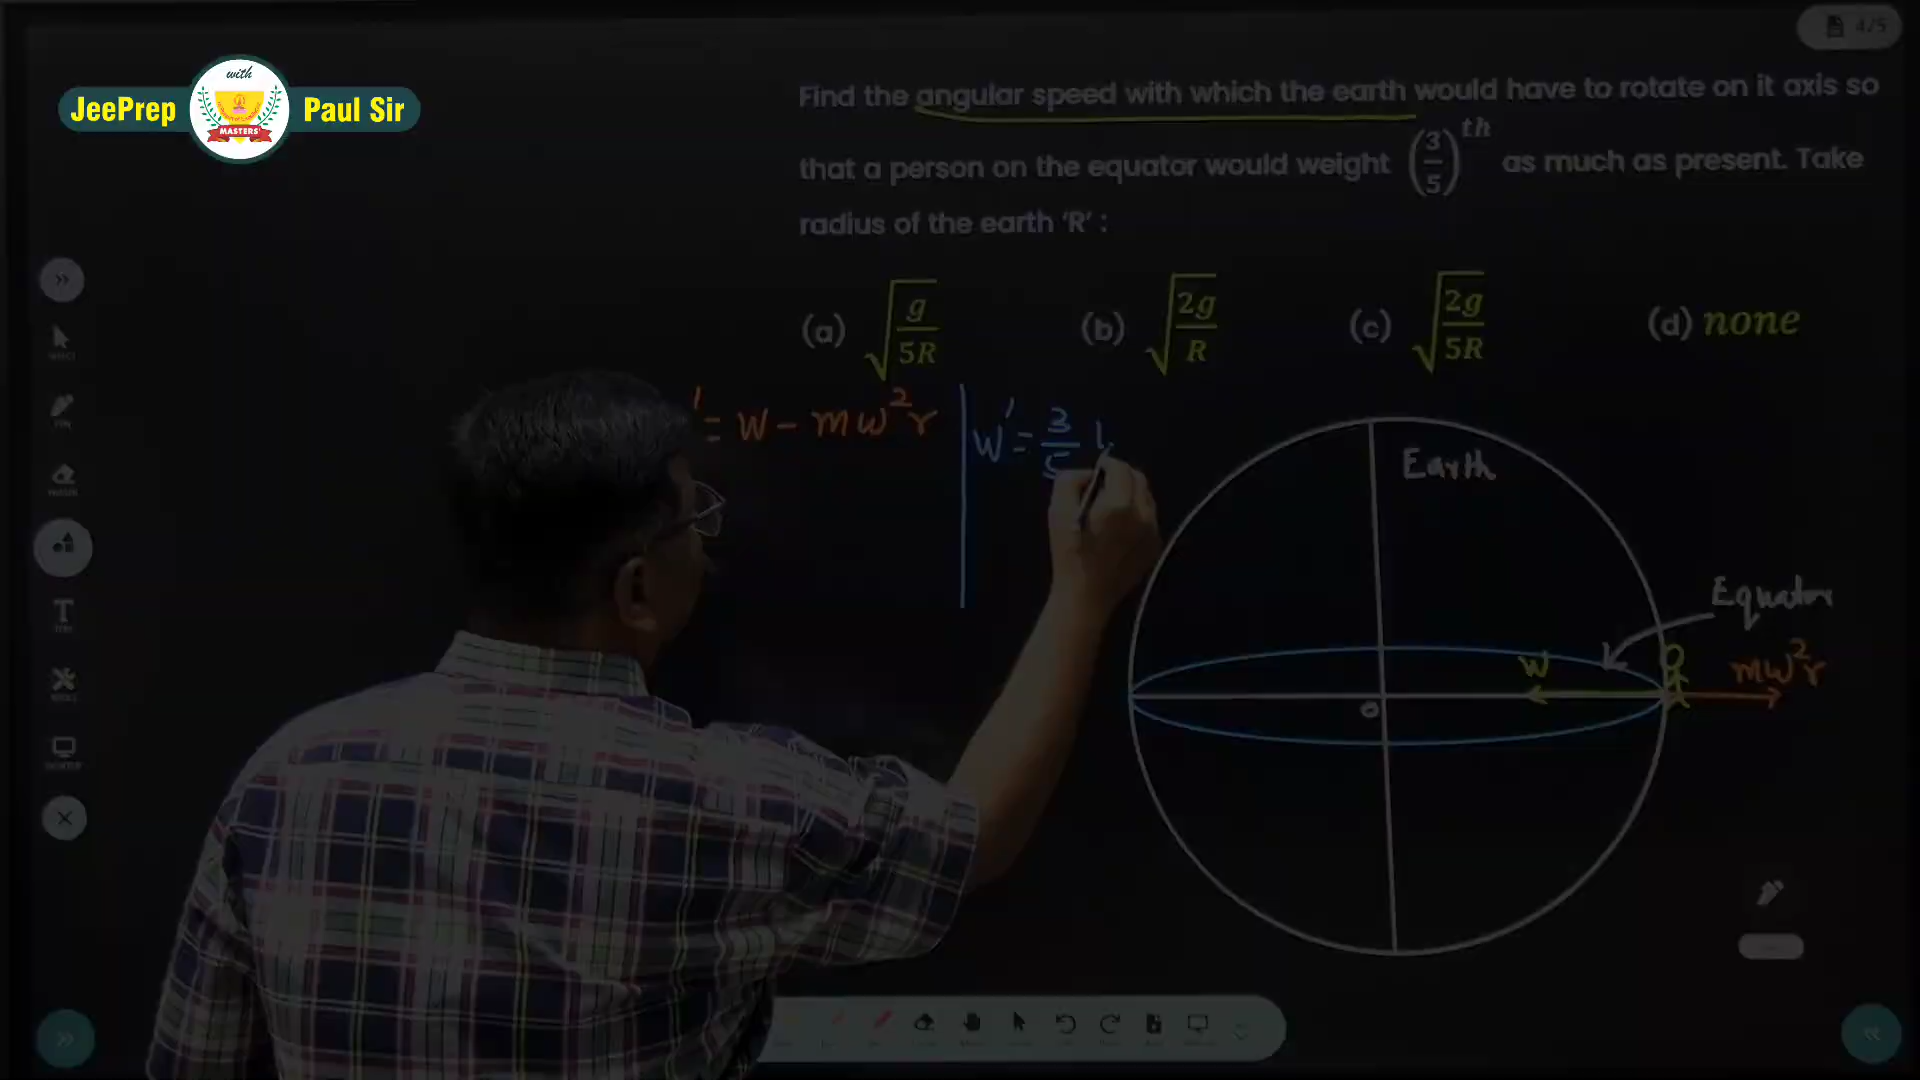 4/5
JeePrep with MASTERS' Paul Sir
Find the angular speed with which the earth would have to rotate on it axis so
that a person on the equator would weight (3/5)^th as much as present. Take
radius of the earth 'R' :
(a) √(g/5R) (b) √(2g/R) (c) √(2g/5R) (d) none
' = W - mω²r
W' = 3/5
Earth
Equator
W
mω²r
O